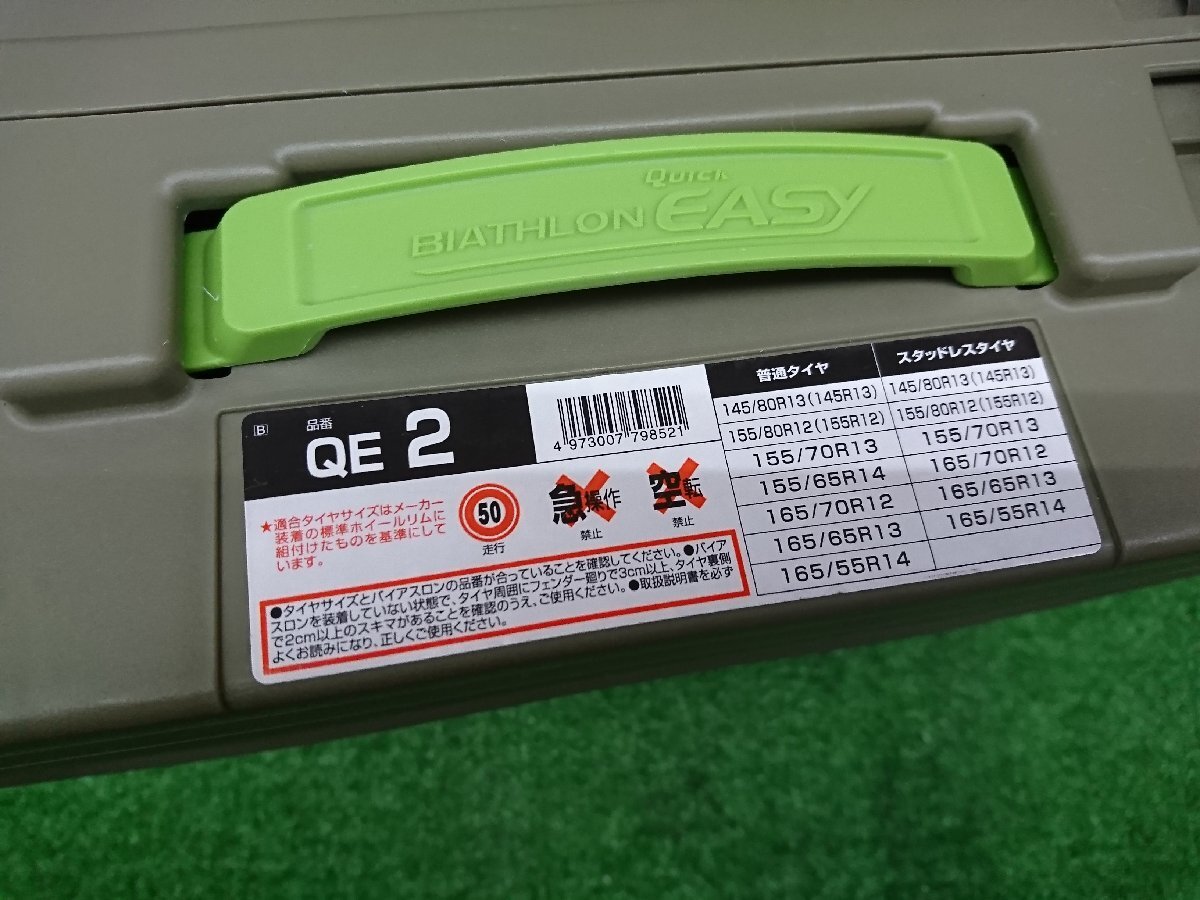 Quick
BIATHLON EASY
B
品番
QE 2
4 973007 798521
★適合タイヤサイズはメーカー
装着の標準ホイールリムに
組付けたものを基準にして
います。
50
走行
急操作
禁止
空転
禁止
●タイヤサイズとバイアスロンの品番が合っていることを確認してください。●バイア
スロンを装着していない状態で、タイヤ周囲にフェンダー廻りで3cm以上、タイヤ裏側
で2cm以上のスキマがあることを確認のうえ、ご使用ください。●取扱説明書を必ず
よくお読みになり、正しくご使用ください。
普通タイヤ スタッドレスタイヤ
145/80R13(145R13) 145/80R13(145R13)
155/80R12(155R12) 155/80R12(155R12)
155/70R13 155/70R13
155/65R14 165/70R12
165/70R12 165/65R13
165/65R13 165/55R14
165/55R14